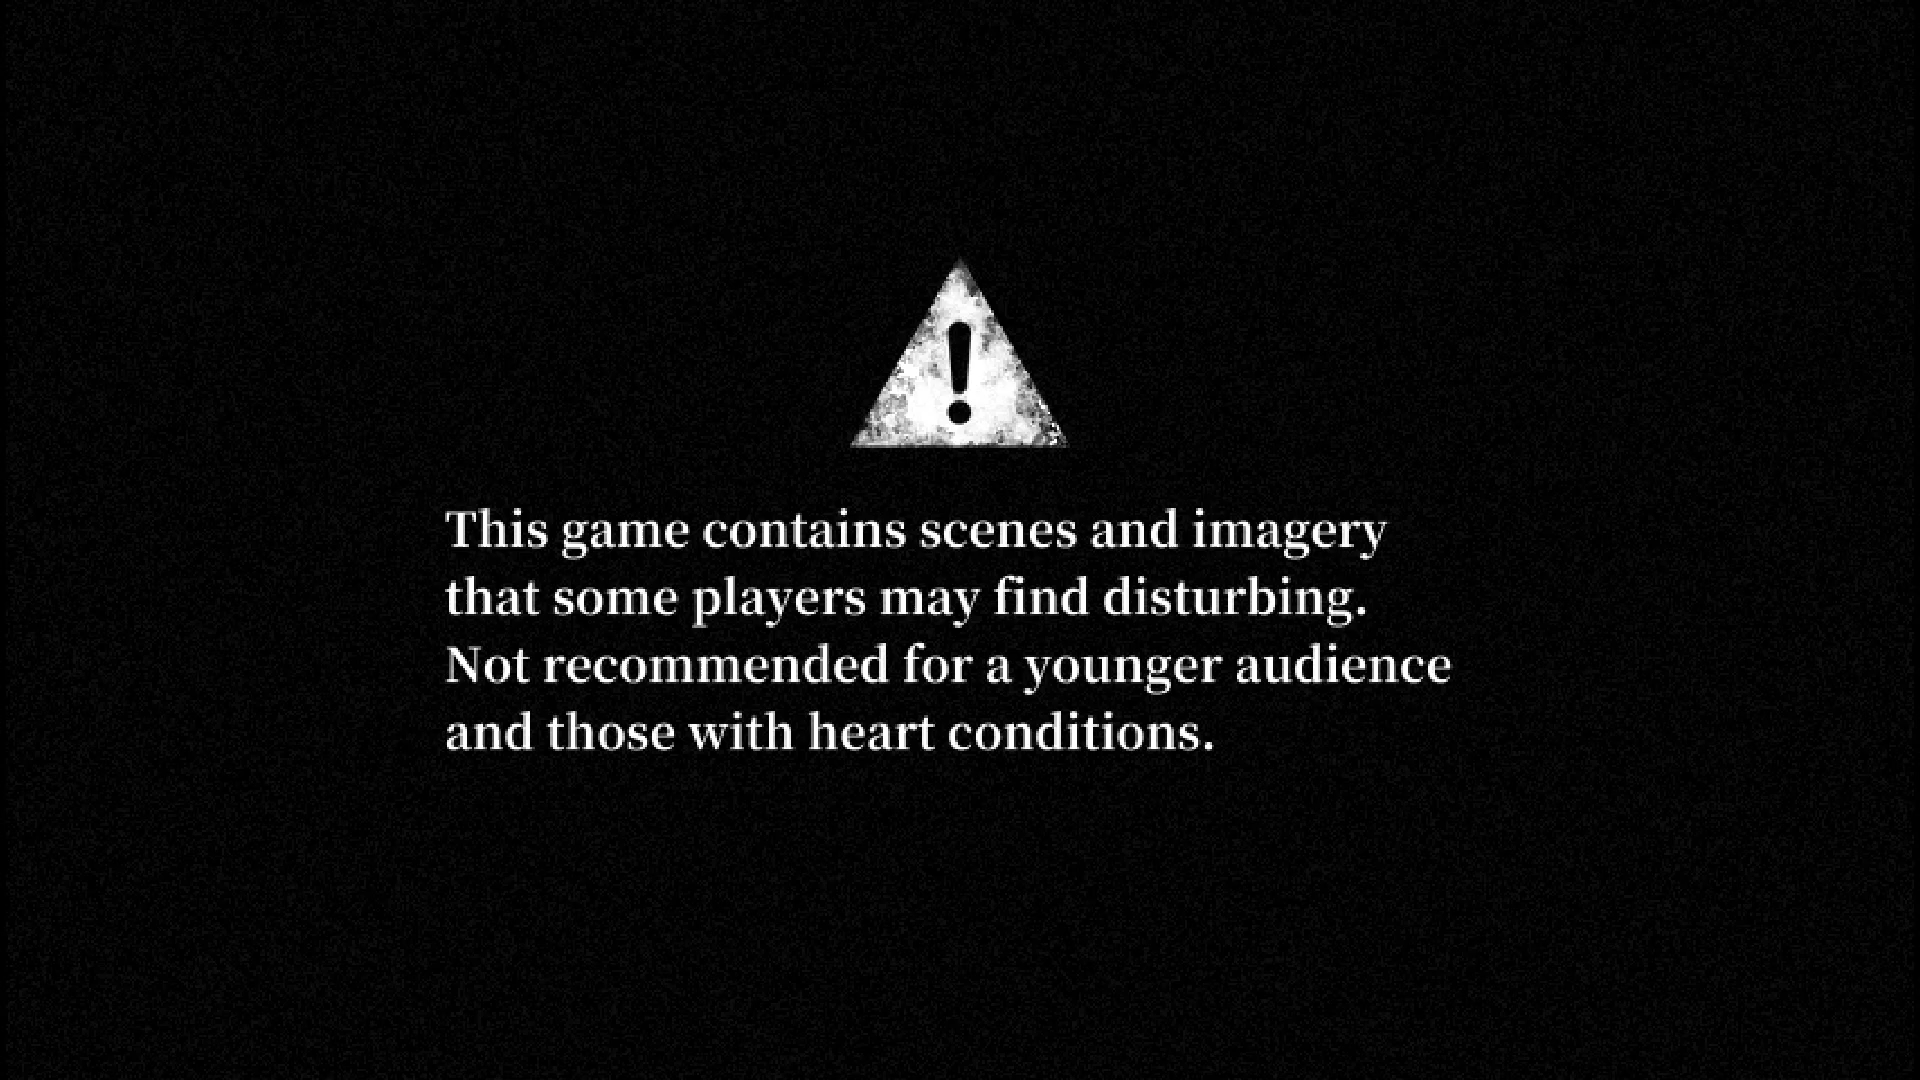 This game contains scenes and imagery
that some players may find disturbing.
Not recommended for a younger audience
and those with heart conditions.